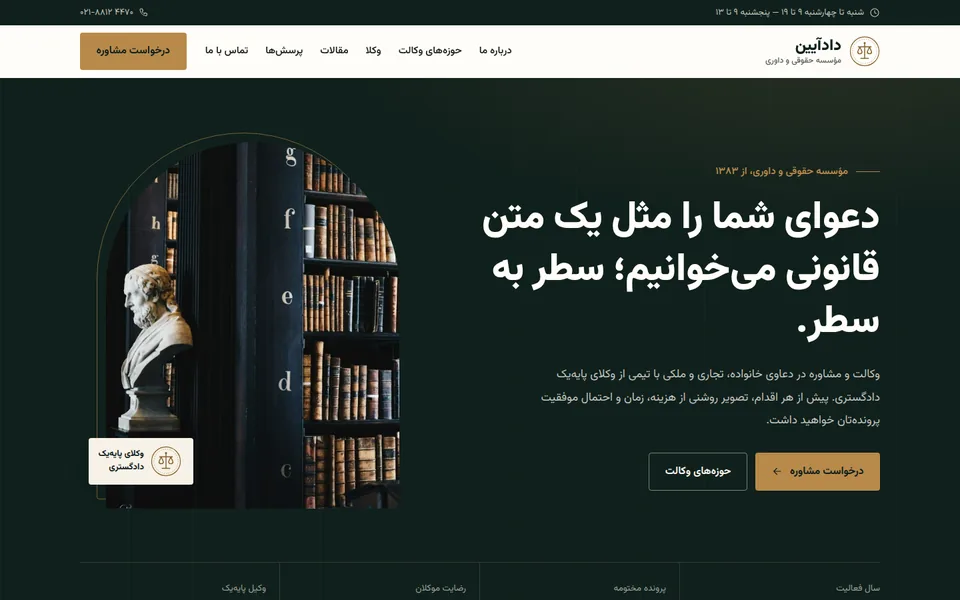 شنبه تا چهارشنبه ۹ تا ۱۹ — پنجشنبه ۹ تا ۱۳
۰۲۱-۸۸۱۲ ۴۴۷۰
دادآیین
مؤسسه حقوقی و داوری
درباره ما
حوزه‌های وکالت
وکلا
مقالات
پرسش‌ها
تماس با ما
درخواست مشاوره
مؤسسه حقوقی و داوری، از ۱۳۸۳
دعوای شما را مثل یک متن
قانونی می‌خوانیم؛ سطر به
سطر.
وکالت و مشاوره در دعاوی خانواده، تجاری و ملکی با تیمی از وکلای پایه‌یک
دادگستری. پیش از هر اقدام، تصویر روشنی از هزینه، زمان و احتمال موفقیت
پرونده‌تان خواهید داشت.
درخواست مشاوره
حوزه‌های وکالت
g
f
e
d
c
h
g
وکلای پایه‌یک
دادگستری
سال فعالیت
پرونده مختومه
رضایت موکلان
وکیل پایه‌یک